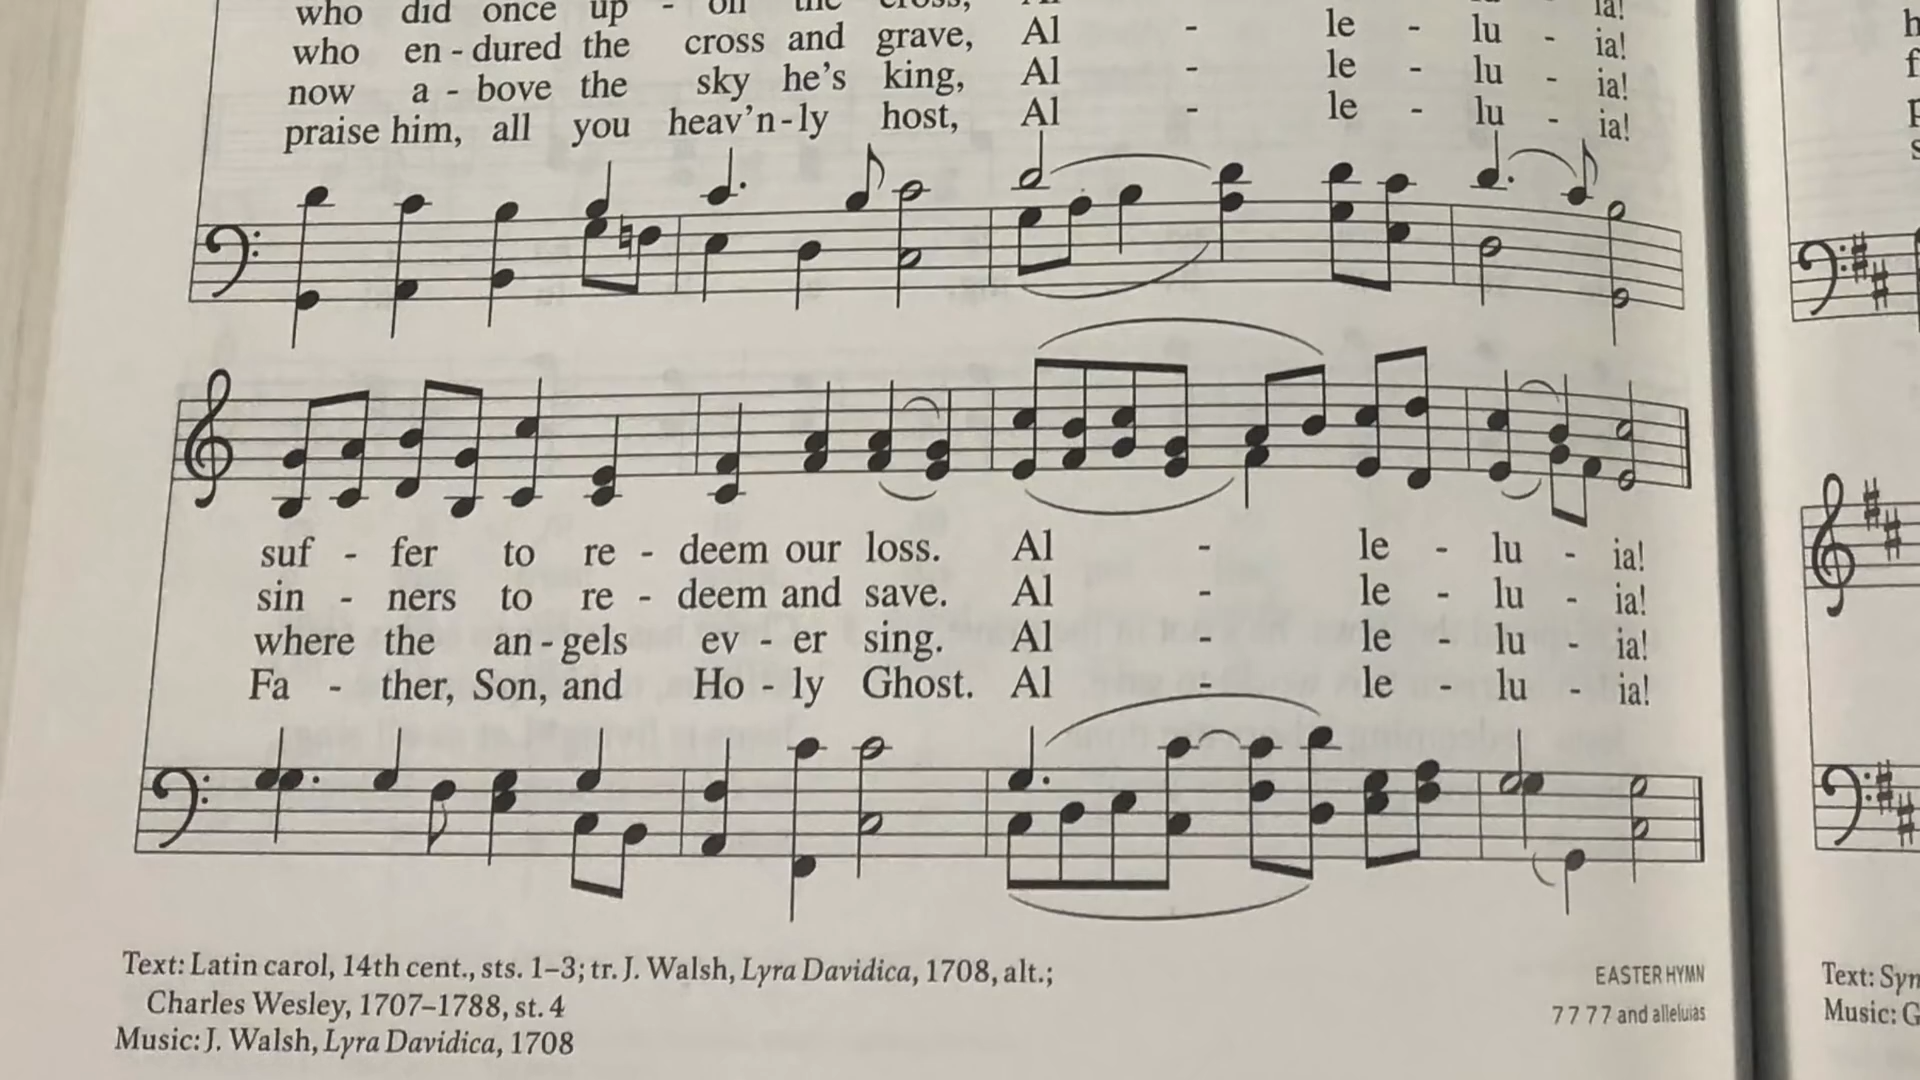 who did once up - on the cross, Al ia!
who en - dured the cross and grave, Al - le - lu - ia!
now a - bove the sky he's king, Al - le - lu - ia!
praise him, all you heav'n - ly host, Al - le - lu - ia!
suf - fer to re - deem our loss. Al - le - lu - ia!
sin - ners to re - deem and save. Al - le - lu - ia!
where the an - gels ev - er sing. Al - le - lu - ia!
Fa - ther, Son, and Ho - ly Ghost. Al - le - lu - ia!
Text: Latin carol, 14th cent., sts. 1–3; tr. J. Walsh, Lyra Davidica, 1708, alt.;
Charles Wesley, 1707–1788, st. 4
Music: J. Walsh, Lyra Davidica, 1708
EASTER HYMN
7 7 7 7 and alleluias
Text:
Music: